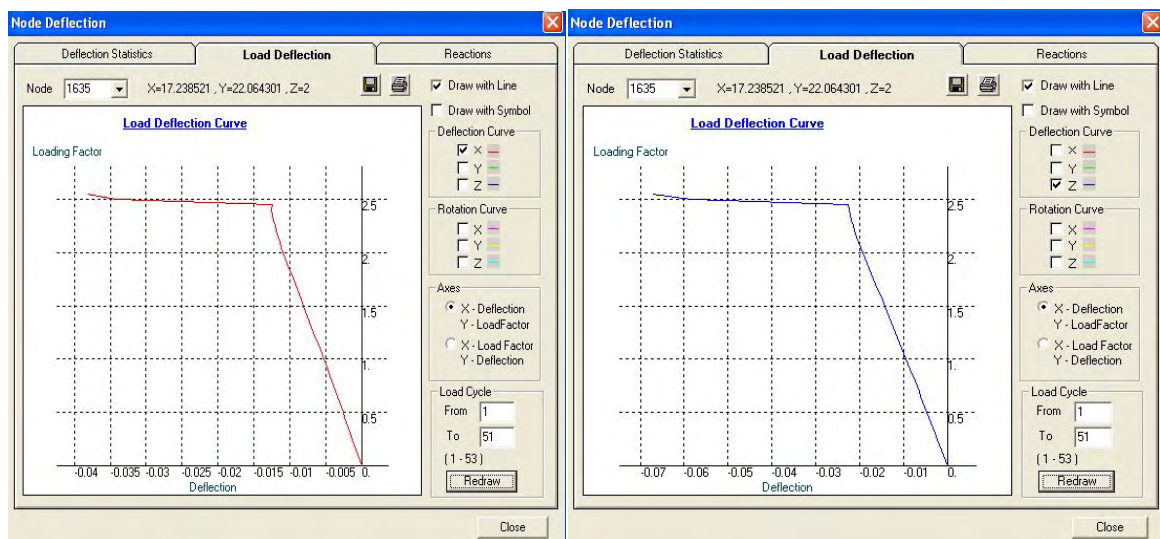 Node Deflection
Deflection Statistics Load Deflection Reactions
Node 1635 X=17.238521 , Y=22.064301 , Z=2
Draw with Line
Draw with Symbol
Load Deflection Curve
Loading Factor
Deflection Curve
X
Y
Z
Rotation Curve
X
Y
Z
Axes
X - Deflection
Y - LoadFactor
X - Load Factor
Y - Deflection
Load Cycle
From 1
To 51
( 1 - 53 )
Redraw
2.5
2.
1.5
1.
0.5
-0.04 -0.035 -0.03 -0.025 -0.02 -0.015 -0.01 -0.005 0.
Deflection
Close
Node Deflection
Deflection Statistics Load Deflection Reactions
Node 1635 X=17.238521 , Y=22.064301 , Z=2
Draw with Line
Draw with Symbol
Load Deflection Curve
Loading Factor
Deflection Curve
X
Y
Z
Rotation Curve
X
Y
Z
Axes
X - Deflection
Y - LoadFactor
X - Load Factor
Y - Deflection
Load Cycle
From 1
To 51
( 1 - 53 )
Redraw
2.5
2.
1.5
1.
0.5
-0.07 -0.06 -0.05 -0.04 -0.03 -0.02 -0.01 0.
Deflection
Close